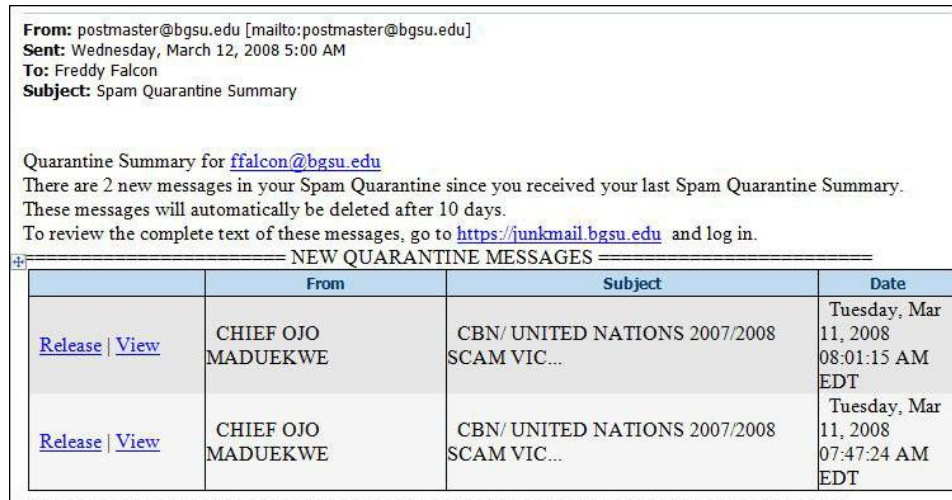 From: postmaster@bgsu.edu [mailto:postmaster@bgsu.edu]
Sent: Wednesday, March 12, 2008 5:00 AM
To: Freddy Falcon
Subject: Spam Quarantine Summary
Quarantine Summary for ffalcon@bgsu.edu
There are 2 new messages in your Spam Quarantine since you received your last Spam Quarantine Summary.
These messages will automatically be deleted after 10 days.
To review the complete text of these messages, go to https://junkmail.bgsu.edu and log in.
======================= NEW QUARANTINE MESSAGES ========================
From Subject Date
Release | View CHIEF OJO MADUEKWE CBN/ UNITED NATIONS 2007/2008 SCAM VIC... Tuesday, Mar 11, 2008 08:01:15 AM EDT
Release | View CHIEF OJO MADUEKWE CBN/ UNITED NATIONS 2007/2008 SCAM VIC... Tuesday, Mar 11, 2008 07:47:24 AM EDT